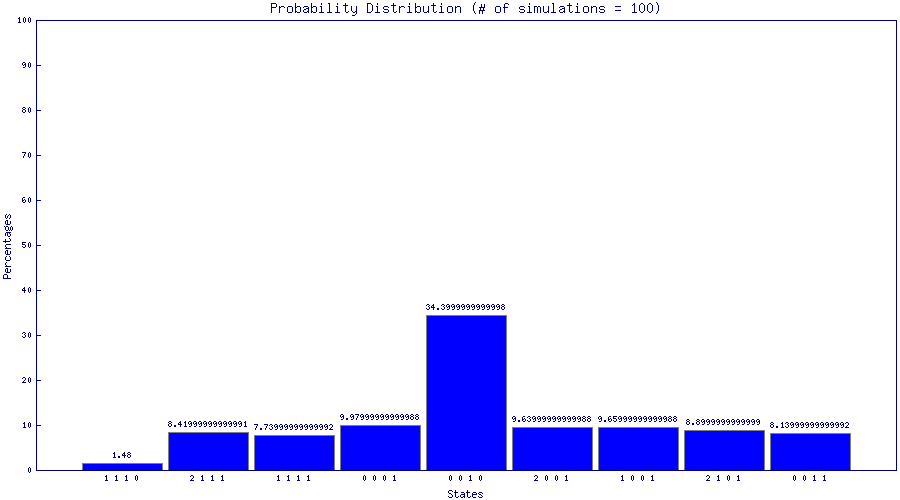 Probability Distribution (# of simulations = 100)
100
90
80
70
60
50
40
30
20
10
0
Percentages
1.48
8.41999999999991
7.73999999999992
9.97999999999988
34.3999999999998
9.63999999999988
9.65999999999988
8.8999999999999
8.13999999999992
1 1 1 0
2 1 1 1
1 1 1 1
0 0 0 1
0 0 1 0
2 0 0 1
1 0 0 1
2 1 0 1
0 0 1 1
States